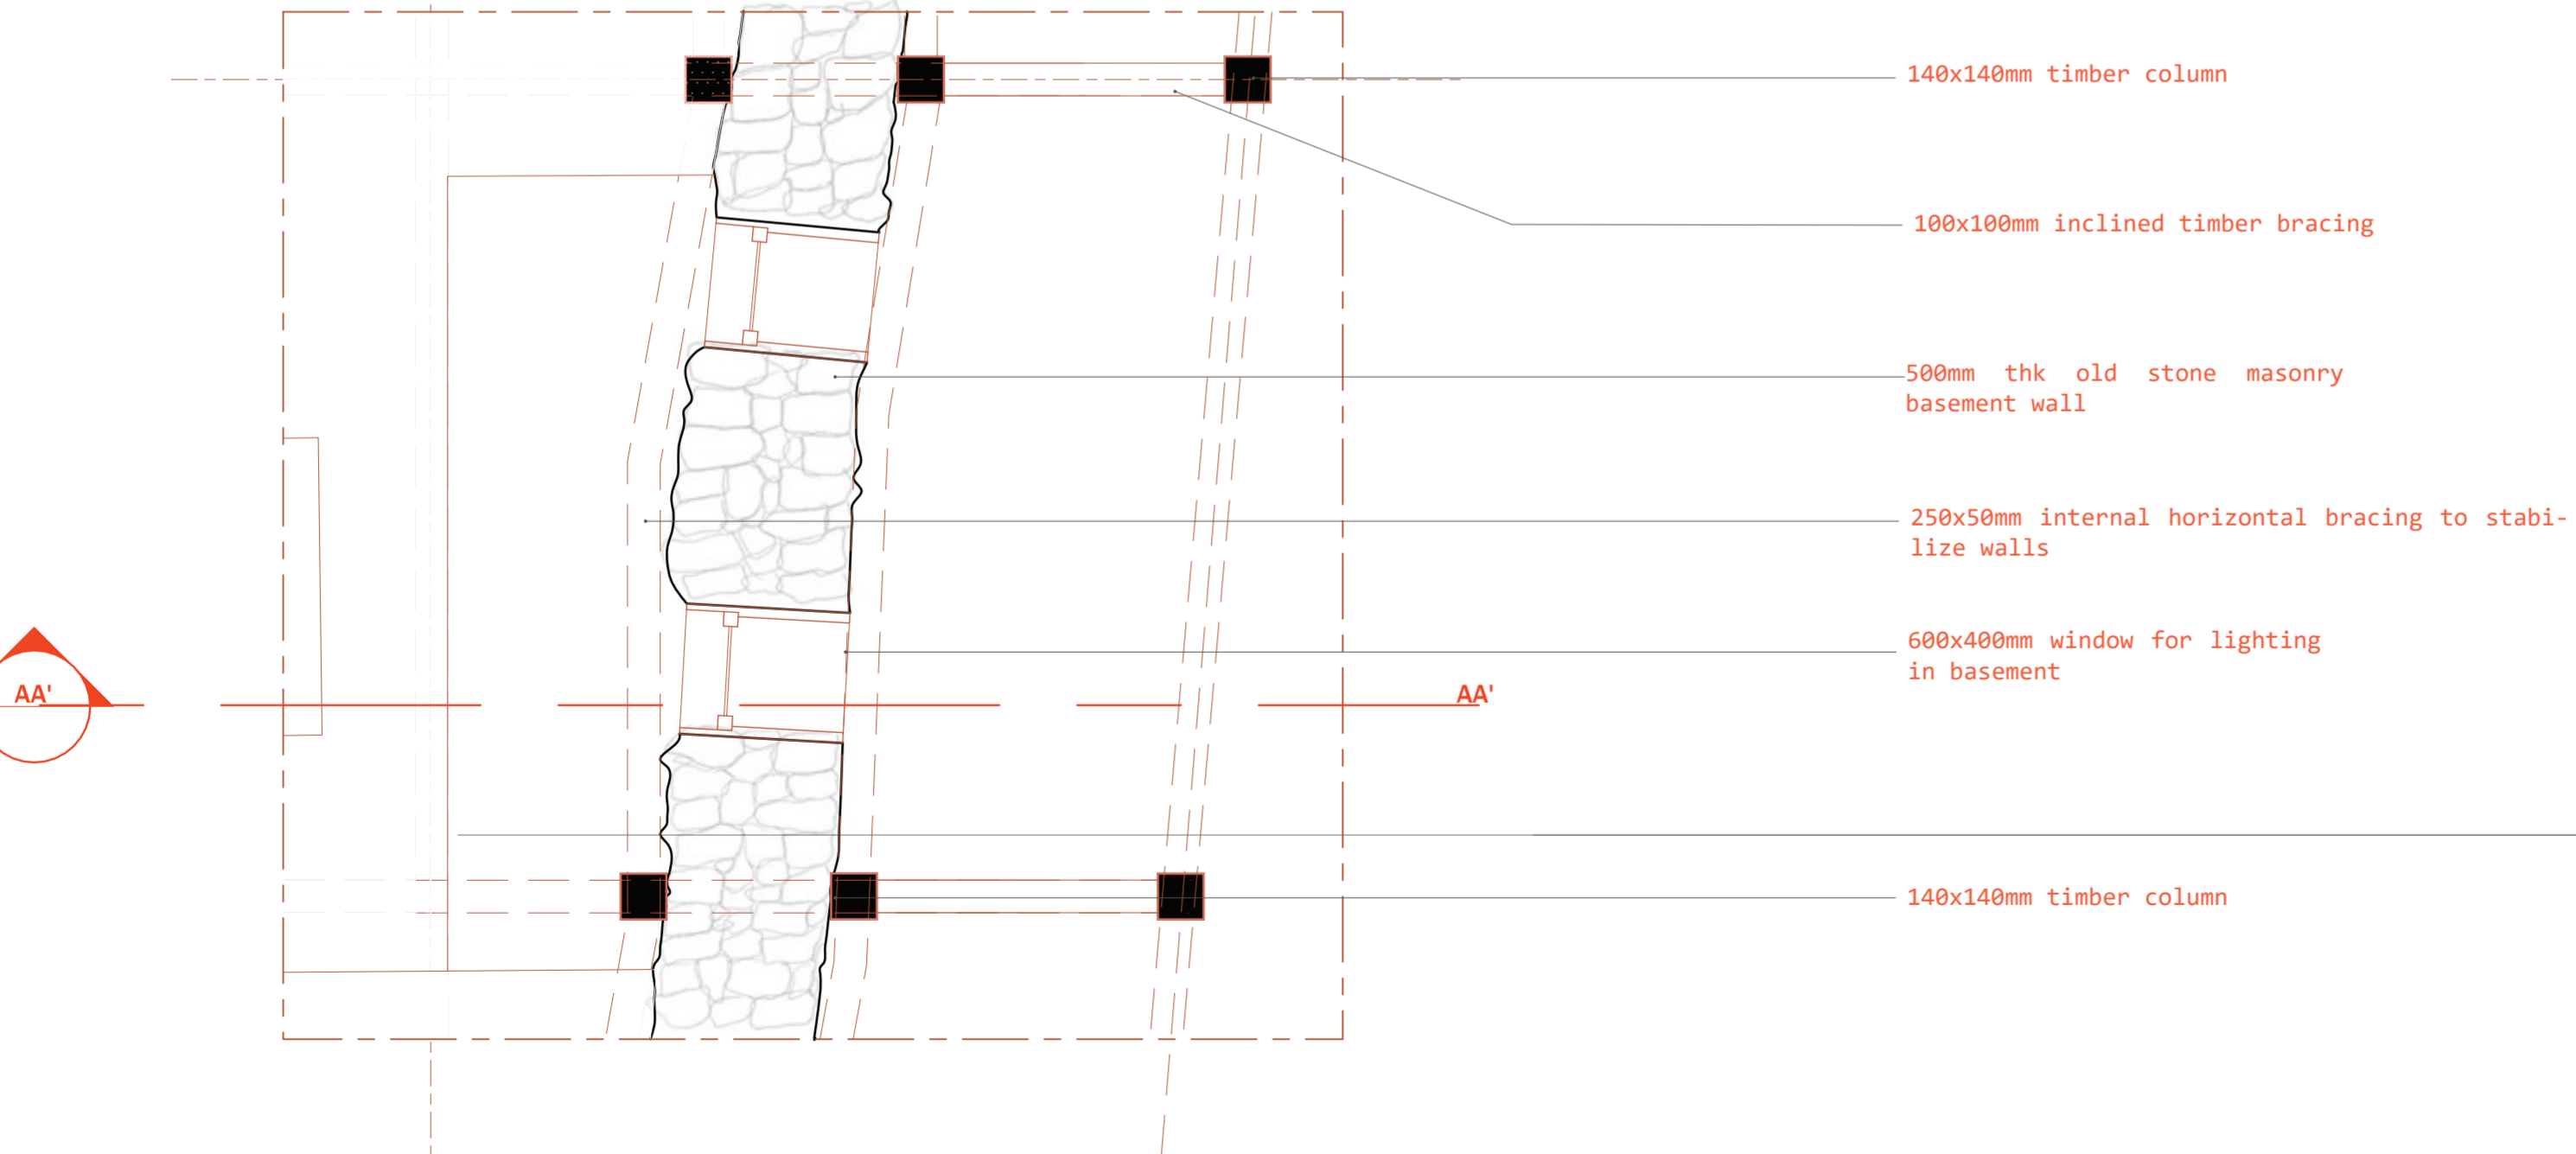 140x140mm timber column
100x100mm inclined timber bracing
500mm thk old stone masonry
basement wall
250x50mm internal horizontal bracing to stabi-
lize walls
600x400mm window for lighting
in basement
AA'
AA'
140x140mm timber column